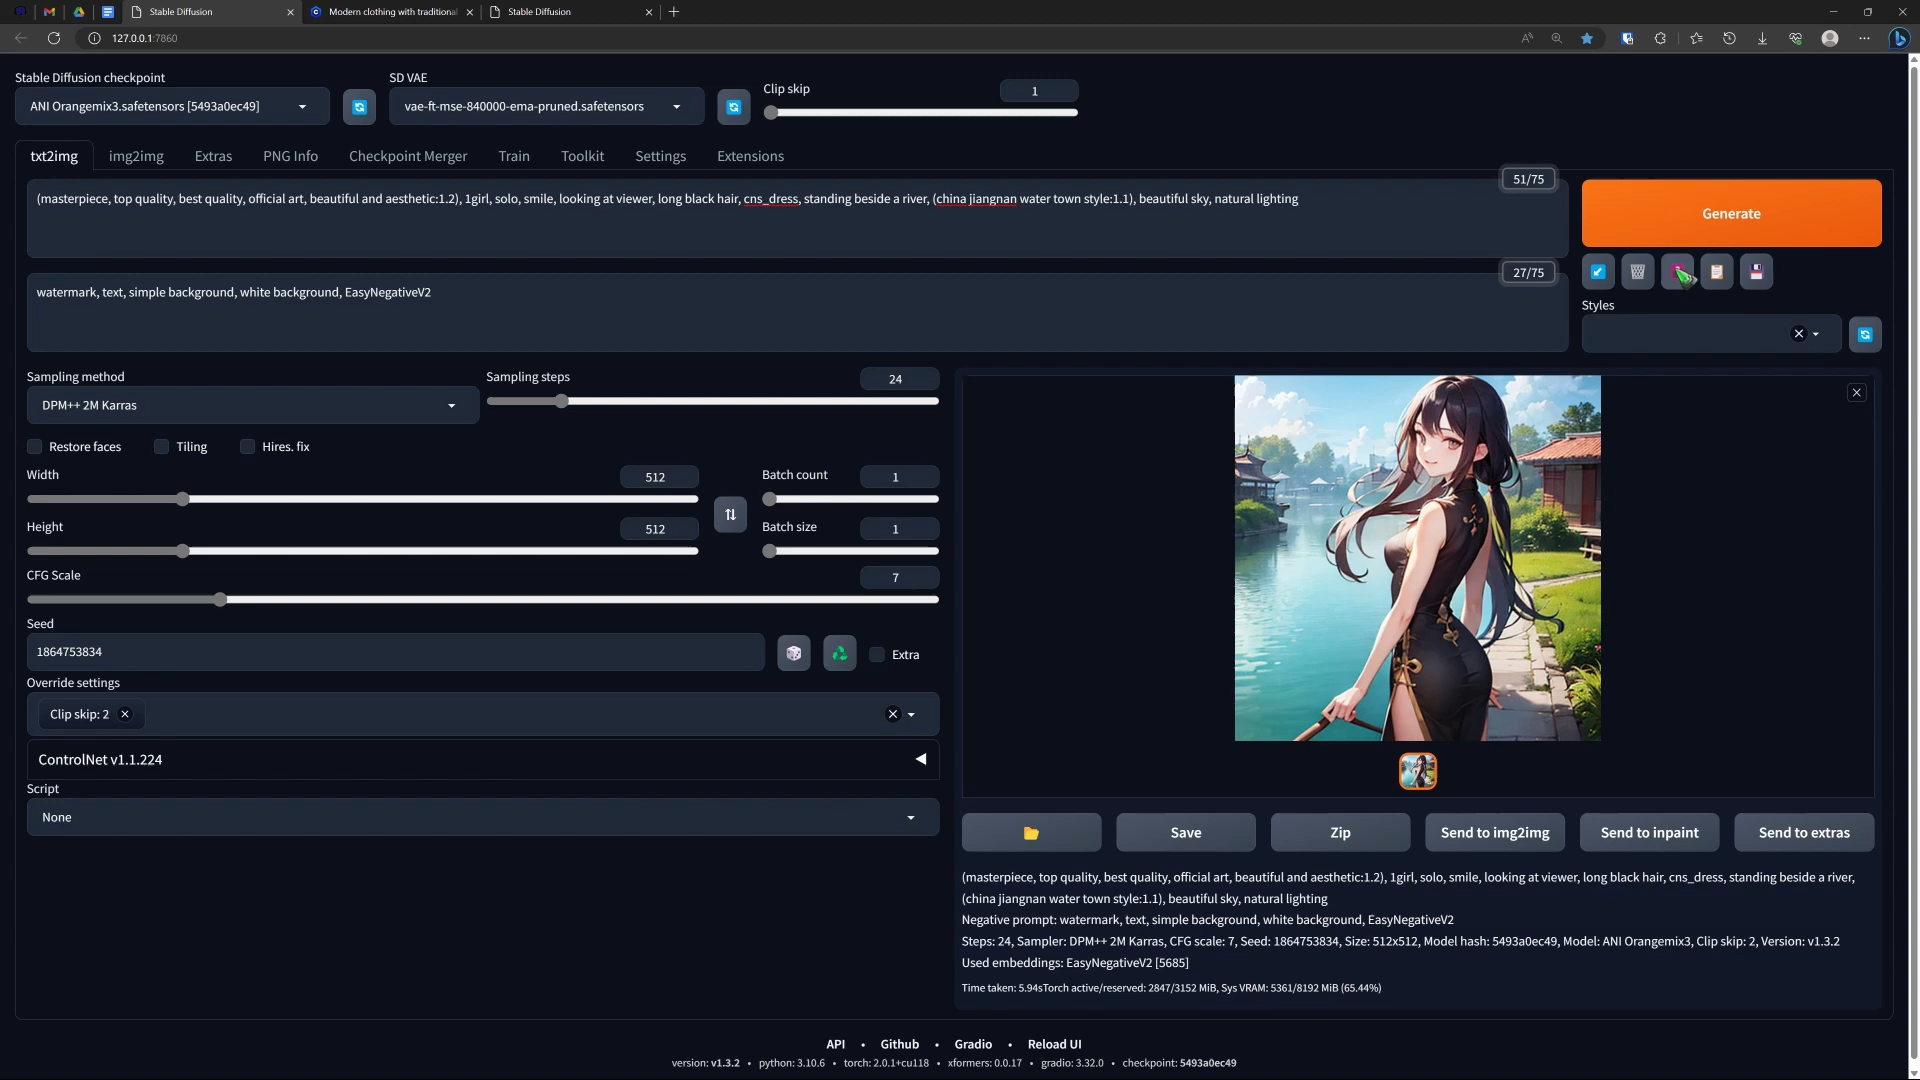 Stable Diffusion
Modern clothing with traditional
Stable Diffusion
127.0.0.1:7860
Stable Diffusion checkpoint
SD VAE
Clip skip
1
ANI Orangemix3.safetensors [5493a0ec49]
vae-ft-mse-840000-ema-pruned.safetensors
txt2img
img2img
Extras
PNG Info
Checkpoint Merger
Train
Toolkit
Settings
Extensions
51/75
(masterpiece, top quality, best quality, official art, beautiful and aesthetic:1.2), 1girl, solo, smile, looking at viewer, long black hair, cns_dress, standing beside a river, (china jiangnan water town style:1.1), beautiful sky, natural lighting
Generate
27/75
watermark, text, simple background, white background, EasyNegativeV2
Styles
Sampling method
Sampling steps
24
DPM++ 2M Karras
Restore faces
Tiling
Hires. fix
Width
512
Batch count
1
Height
512
Batch size
1
CFG Scale
7
Seed
1864753834
Extra
Override settings
Clip skip: 2
ControlNet v1.1.224
Script
None
Save
Zip
Send to img2img
Send to inpaint
Send to extras
(masterpiece, top quality, best quality, official art, beautiful and aesthetic:1.2), 1girl, solo, smile, looking at viewer, long black hair, cns_dress, standing beside a river,
(china jiangnan water town style:1.1), beautiful sky, natural lighting
Negative prompt: watermark, text, simple background, white background, EasyNegativeV2
Steps: 24, Sampler: DPM++ 2M Karras, CFG scale: 7, Seed: 1864753834, Size: 512x512, Model hash: 5493a0ec49, Model: ANI Orangemix3, Clip skip: 2, Version: v1.3.2
Used embeddings: EasyNegativeV2 [5685]
Time taken: 5.94sTorch active/reserved: 2847/3152 MiB, Sys VRAM: 5361/8192 MiB (65.44%)
API • Github • Gradio • Reload UI
version: v1.3.2 • python: 3.10.6 • torch: 2.0.1+cu118 • xformers: 0.0.17 • gradio: 3.32.0 • checkpoint: 5493a0ec49